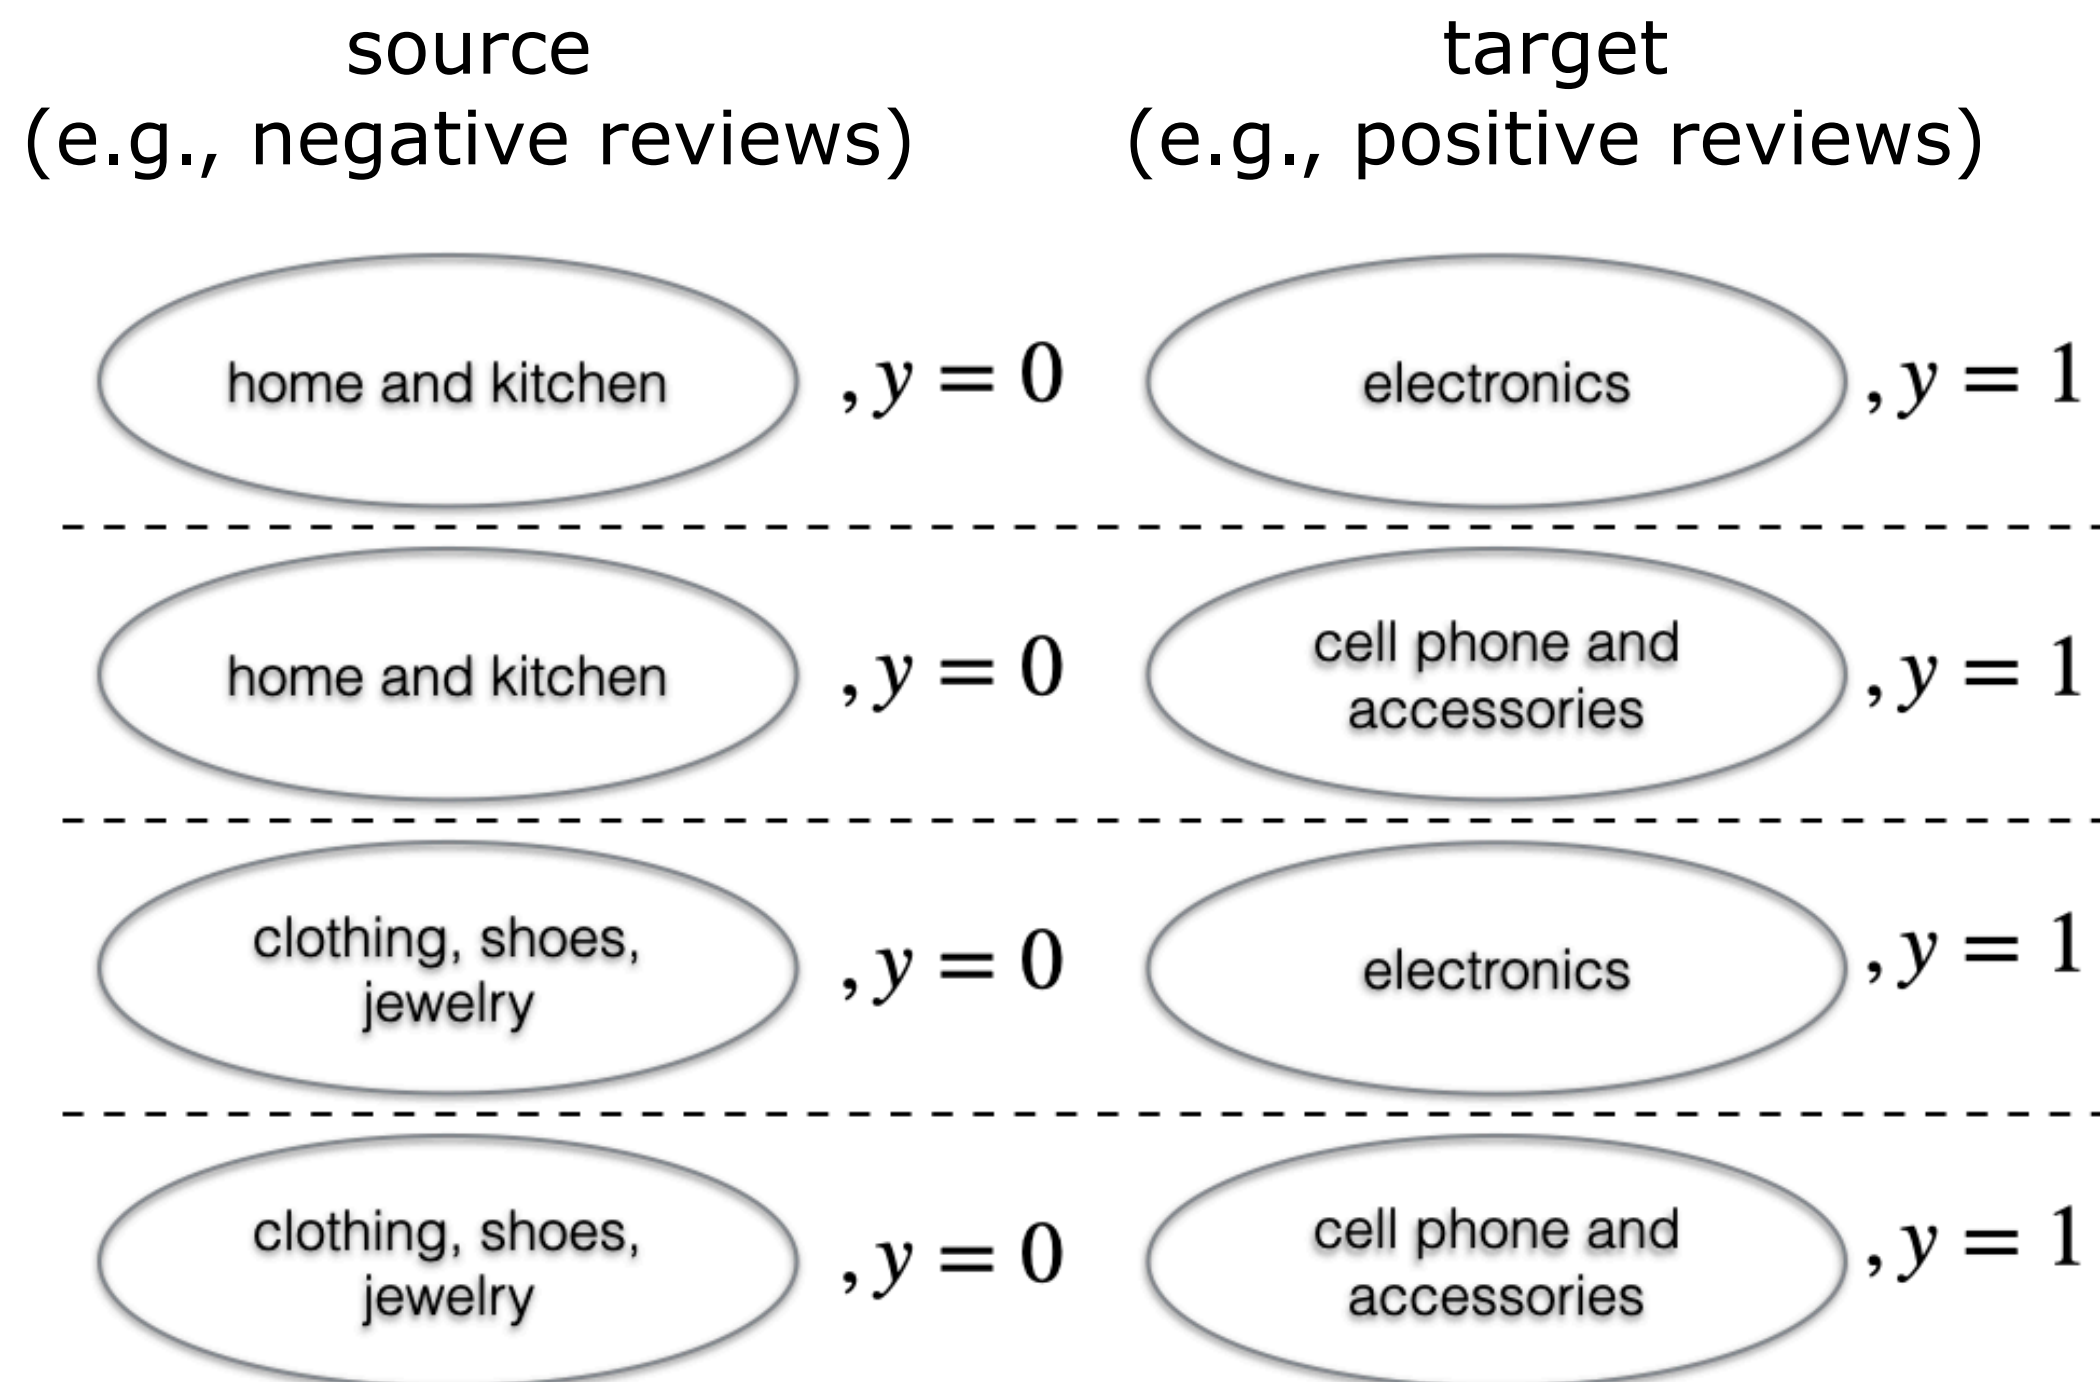 source
(e.g., negative reviews)
target
(e.g., positive reviews)
home and kitchen
, y = 0
electronics
, y = 1
home and kitchen
, y = 0
cell phone and
accessories
, y = 1
clothing, shoes,
jewelry
, y = 0
electronics
, y = 1
clothing, shoes,
jewelry
, y = 0
cell phone and
accessories
, y = 1